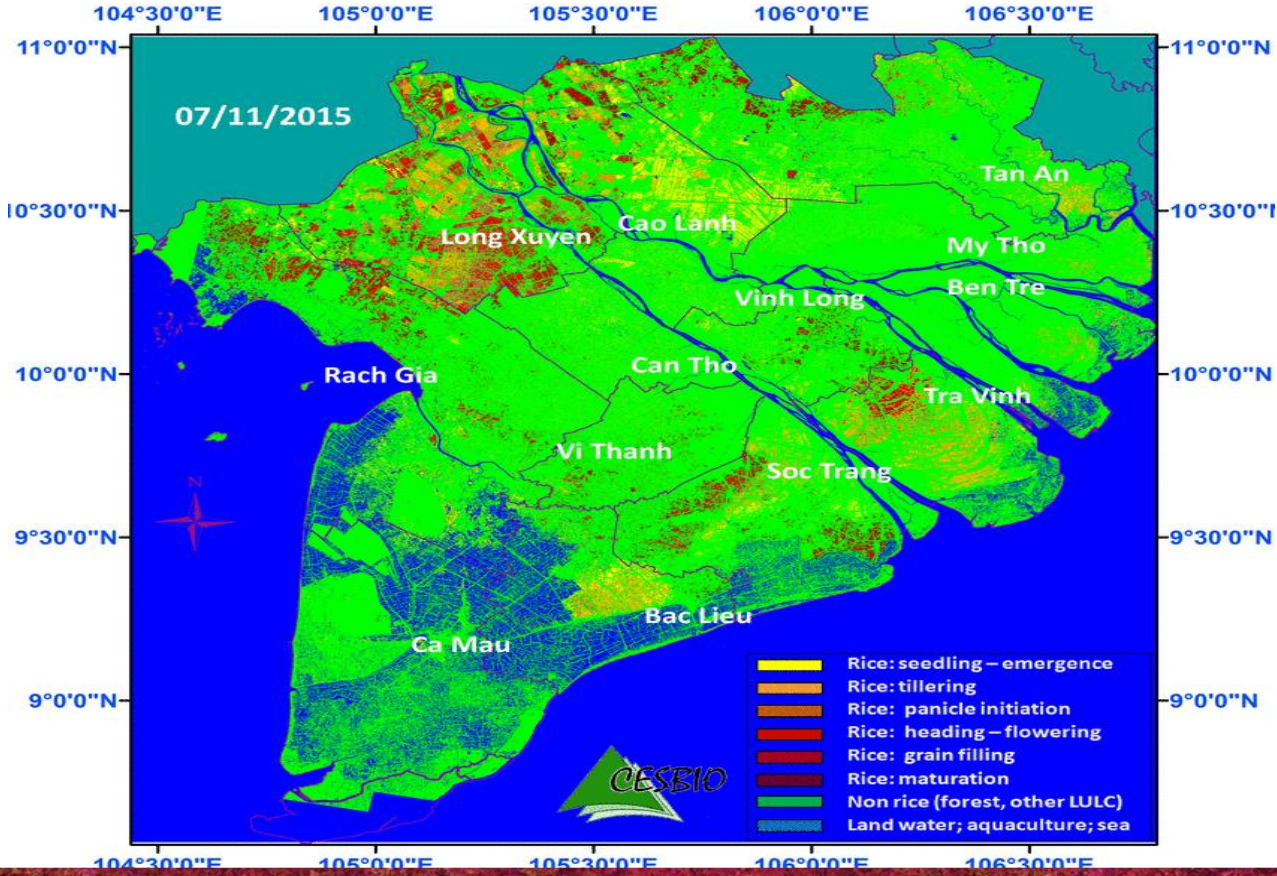 104°30'0"E 105°0'0"E 105°30'0"E 106°0'0"E 106°30'0"E
11°0'0"N 11°0'0"N
07/11/2015
Tan An
10°30'0"N 10°30'0"N
Cao Lanh
Long Xuyen
My Tho
Ben Tre
Vinh Long
Can Tho
10°0'0"N 10°0'0"N
Rach Gia
Tra Vinh
Vi Thanh
Soc Trang
N
9°30'0"N 9°30'0"N
Bac Lieu
Ca Mau
9°0'0"N 9°0'0"N
Rice: seedling – emergence
Rice: tillering
Rice: panicle initiation
Rice: heading – flowering
Rice: grain filling
Rice: maturation
Non rice (forest, other LULC)
Land water; aquaculture; sea
CESBIO
104°30'0"E 105°0'0"E 105°30'0"E 106°0'0"E 106°30'0"E